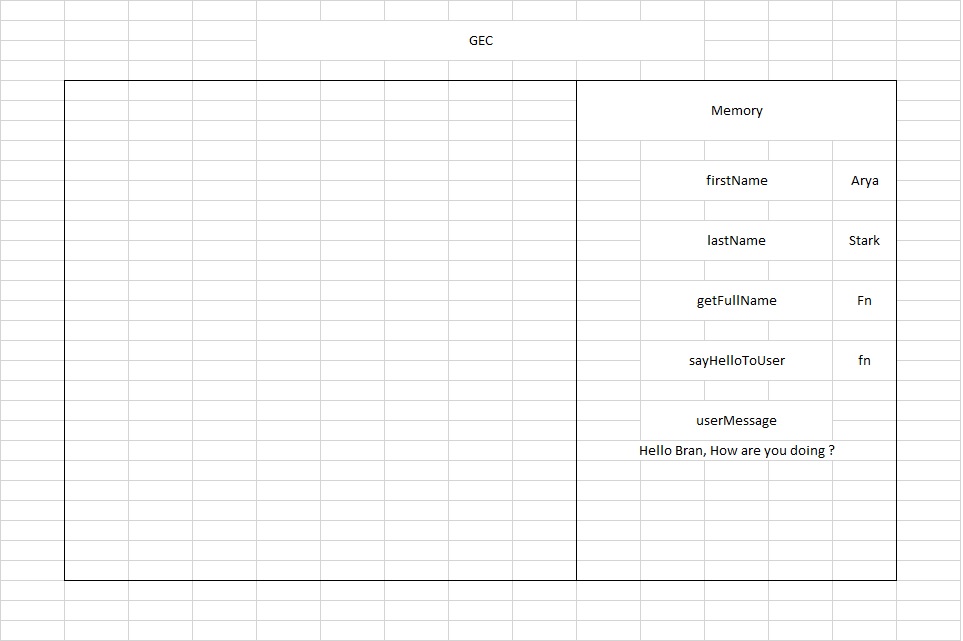 GEC
Memory
firstName Arya
lastName Stark
getFullName Fn
sayHelloToUser fn
userMessage
Hello Bran, How are you doing ?